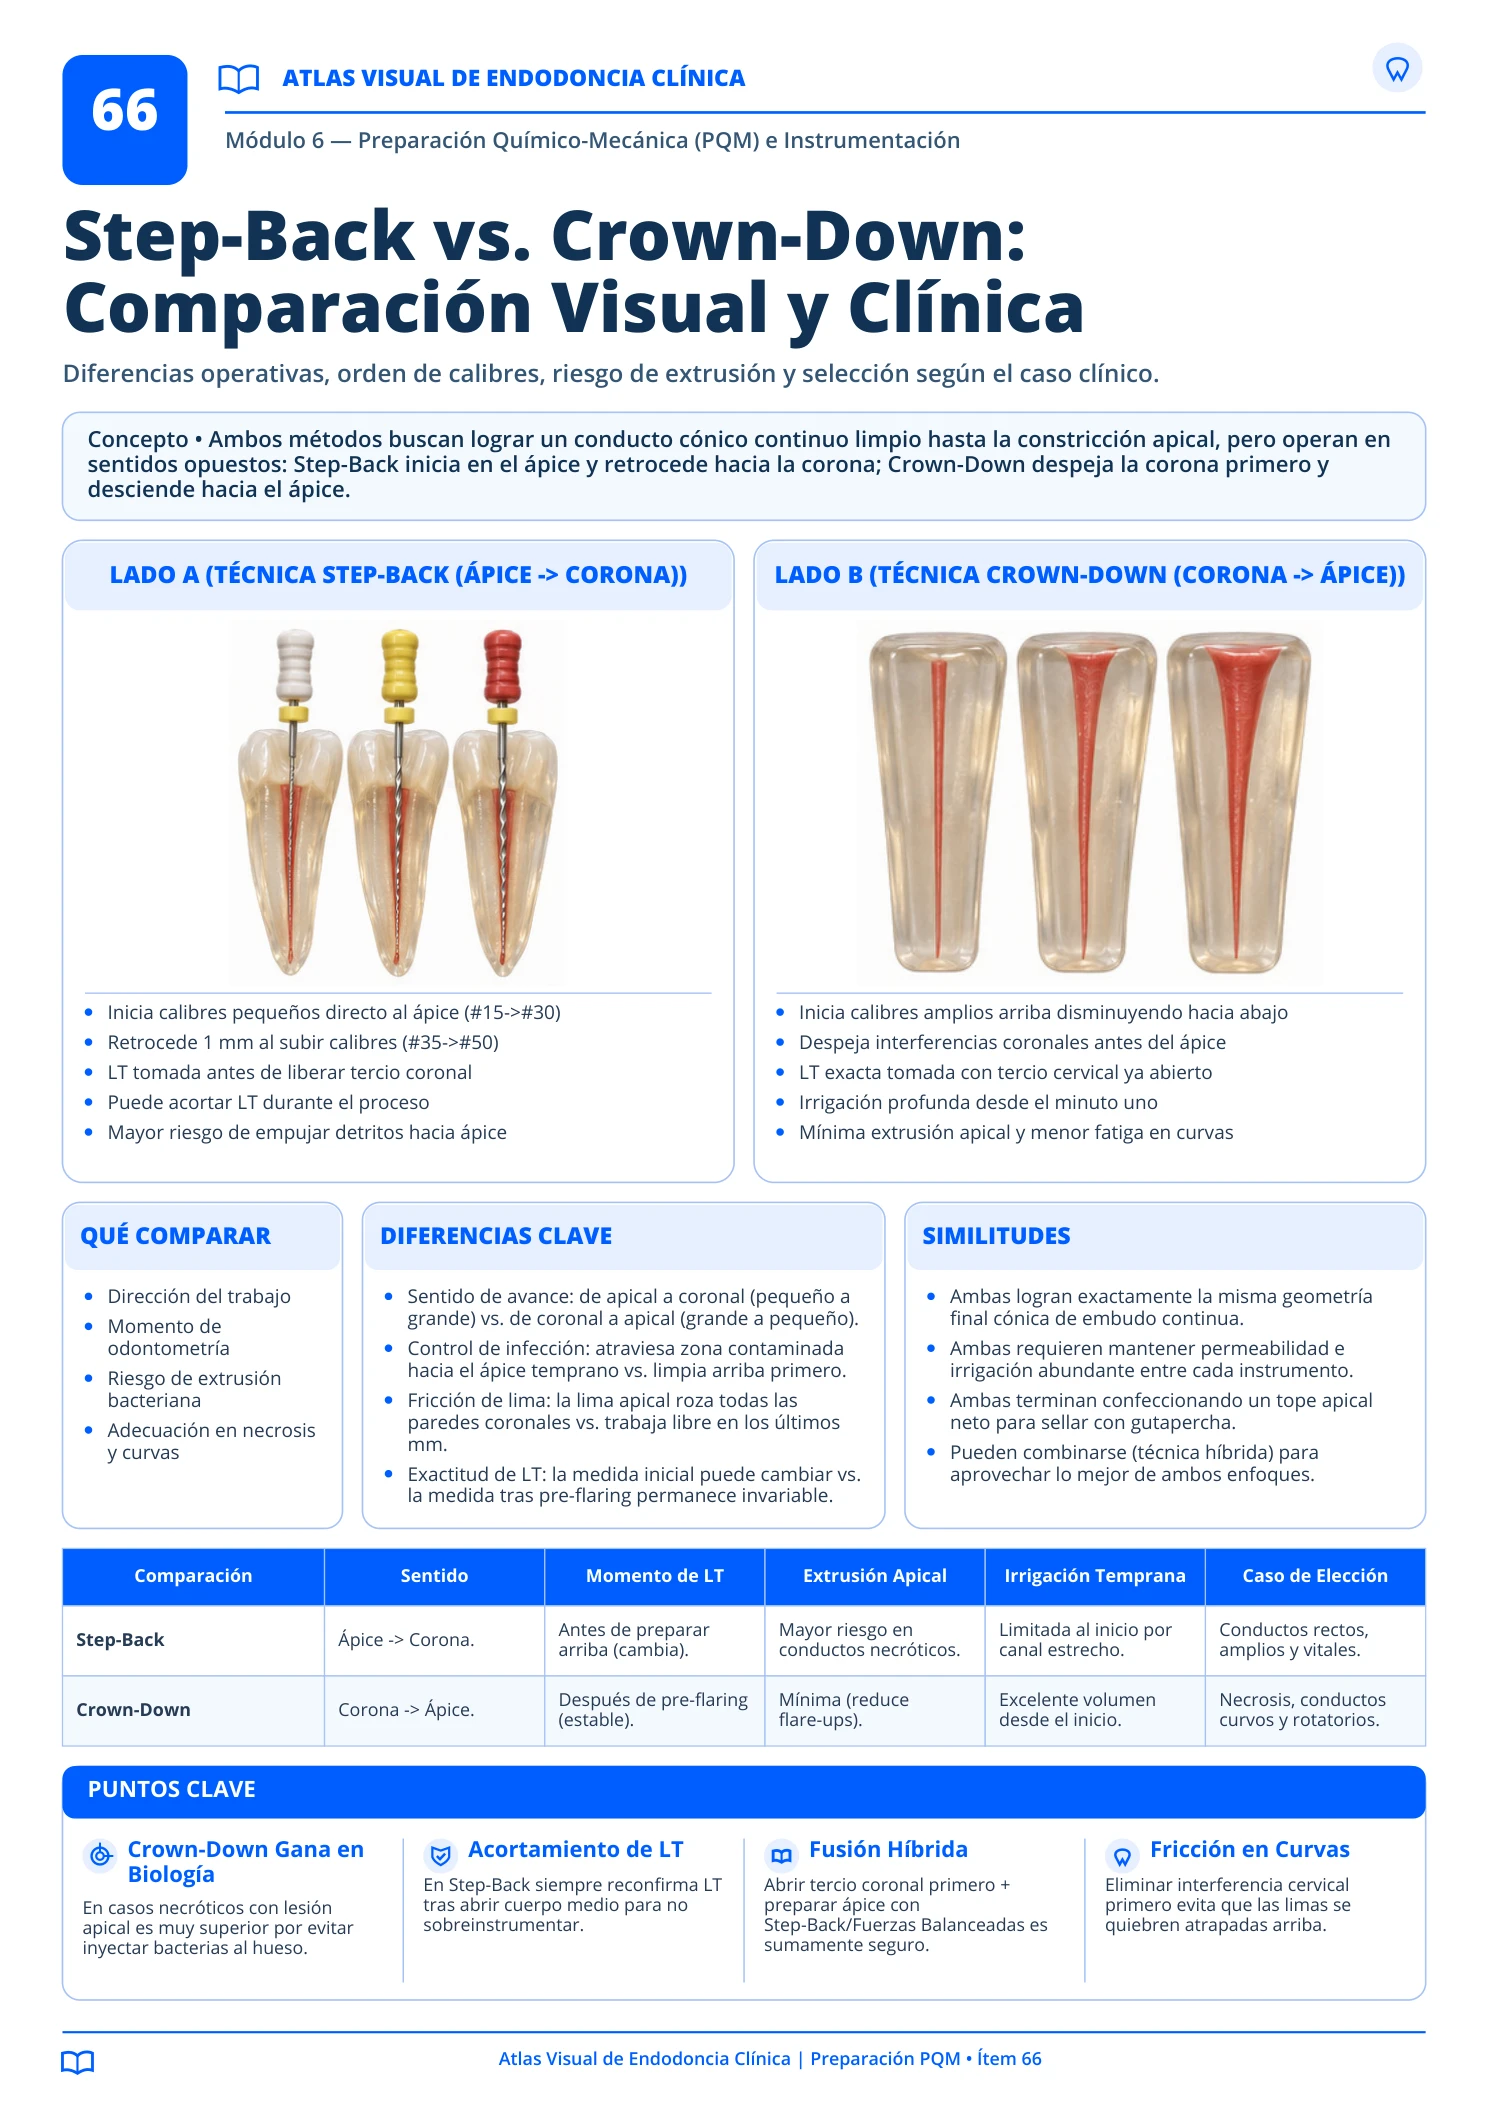 66
ATLAS VISUAL DE ENDODONCIA CLÍNICA
Módulo 6 — Preparación Químico-Mecánica (PQM) e Instrumentación
Step-Back vs. Crown-Down:
Comparación Visual y Clínica
Diferencias operativas, orden de calibres, riesgo de extrusión y selección según el caso clínico.
Concepto • Ambos métodos buscan lograr un conducto cónico continuo limpio hasta la constricción apical, pero operan en
sentidos opuestos: Step-Back inicia en el ápice y retrocede hacia la corona; Crown-Down despeja la corona primero y
desciende hacia el ápice.
LADO A (TÉCNICA STEP-BACK (ÁPICE -> CORONA))
• Inicia calibres pequeños directo al ápice (#15->#30)
• Retrocede 1 mm al subir calibres (#35->#50)
• LT tomada antes de liberar tercio coronal
• Puede acortar LT durante el proceso
• Mayor riesgo de empujar detritos hacia ápice
LADO B (TÉCNICA CROWN-DOWN (CORONA -> ÁPICE))
• Inicia calibres amplios arriba disminuyendo hacia abajo
• Despeja interferencias coronales antes del ápice
• LT exacta tomada con tercio cervical ya abierto
• Irrigación profunda desde el minuto uno
• Mínima extrusión apical y menor fatiga en curvas
QUÉ COMPARAR
• Dirección del trabajo
• Momento de
odontometría
• Riesgo de extrusión
bacteriana
• Adecuación en necrosis
y curvas
DIFERENCIAS CLAVE
• Sentido de avance: de apical a coronal (pequeño a
grande) vs. de coronal a apical (grande a pequeño).
• Control de infección: atraviesa zona contaminada
hacia el ápice temprano vs. limpia arriba primero.
• Fricción de lima: la lima apical roza todas las
paredes coronales vs. trabaja libre en los últimos
mm.
• Exactitud de LT: la medida inicial puede cambiar vs.
la medida tras pre-flaring permanece invariable.
SIMILITUDES
• Ambas logran exactamente la misma geometría
final cónica de embudo continua.
• Ambas requieren mantener permeabilidad e
irrigación abundante entre cada instrumento.
• Ambas terminan confeccionando un tope apical
neto para sellar con gutapercha.
• Pueden combinarse (técnica híbrida) para
aprovechar lo mejor de ambos enfoques.
Comparación Sentido Momento de LT Extrusión Apical Irrigación Temprana Caso de Elección
Step-Back
Ápice -> Corona.
Antes de preparar
arriba (cambia).
Mayor riesgo en
conductos necróticos.
Limitada al inicio por
canal estrecho.
Conductos rectos,
amplios y vitales.
Crown-Down
Corona -> Ápice.
Después de pre-flaring
(estable).
Mínima (reduce
flare-ups).
Excelente volumen
desde el inicio.
Necrosis, conductos
curvos y rotatorios.
PUNTOS CLAVE
Crown-Down Gana en
Biología
En casos necróticos con lesión
apical es muy superior por evitar
inyectar bacterias al hueso.
Acortamiento de LT
En Step-Back siempre reconfirma LT
tras abrir cuerpo medio para no
sobreinstrumentar.
Fusión Híbrida
Abrir tercio coronal primero +
preparar ápice con
Step-Back/Fuerzas Balanceadas es
sumamente seguro.
Fricción en Curvas
Eliminar interferencia cervical
primero evita que las limas se
quiebren atrapadas arriba.
Atlas Visual de Endodoncia Clínica | Preparación PQM • Ítem 66